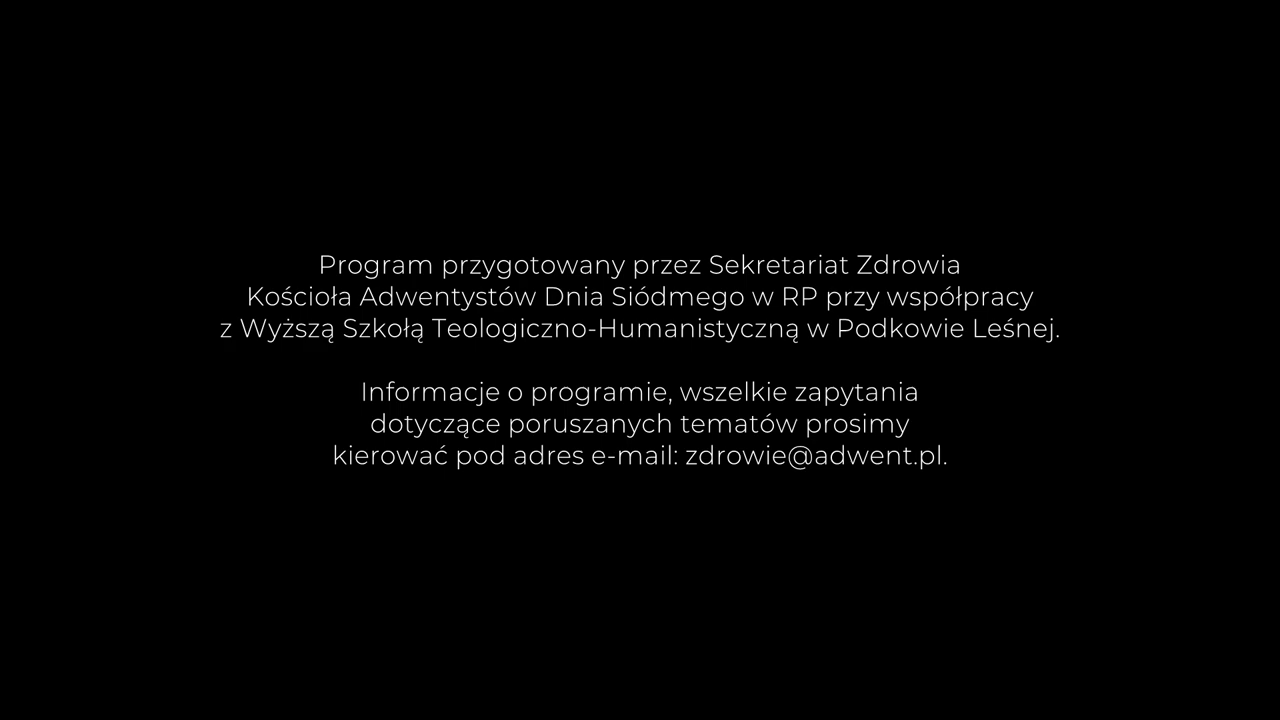 Program przygotowany przez Sekretariat Zdrowia
Kościoła Adwentystów Dnia Siódmego w RP przy współpracy
z Wyższą Szkołą Teologiczno-Humanistyczną w Podkowie Leśnej.
Informacje o programie, wszelkie zapytania
dotyczące poruszanych tematów prosimy
kierować pod adres e-mail: zdrowie@adwent.pl.